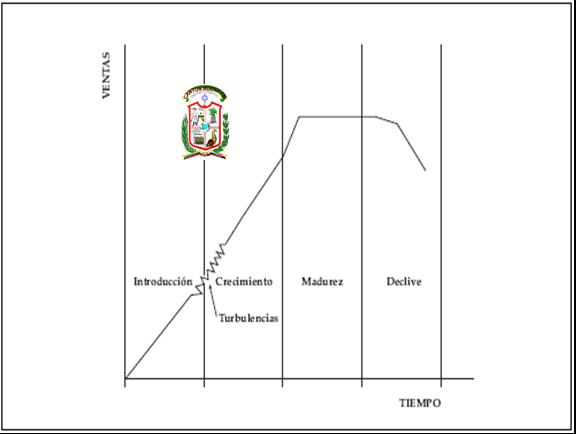 VENTAS
Introducción
Crecimiento
Madurez
Declive
Turbulencias
TIEMPO